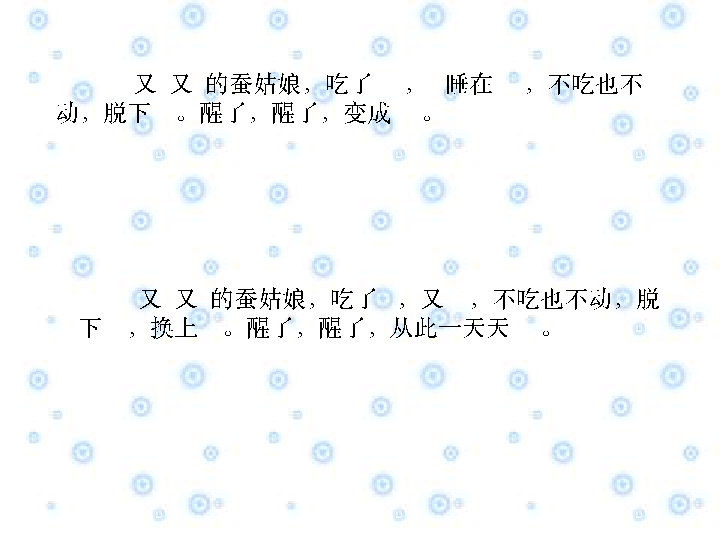 又 又 的蚕姑娘，吃了 ， 睡在 ，不吃也不
动，脱下 。醒了，醒了，变成 。
又 又 的蚕姑娘，吃了 ，又 ，不吃也不动，脱
下 ，换上 。醒了，醒了，从此一天天 。